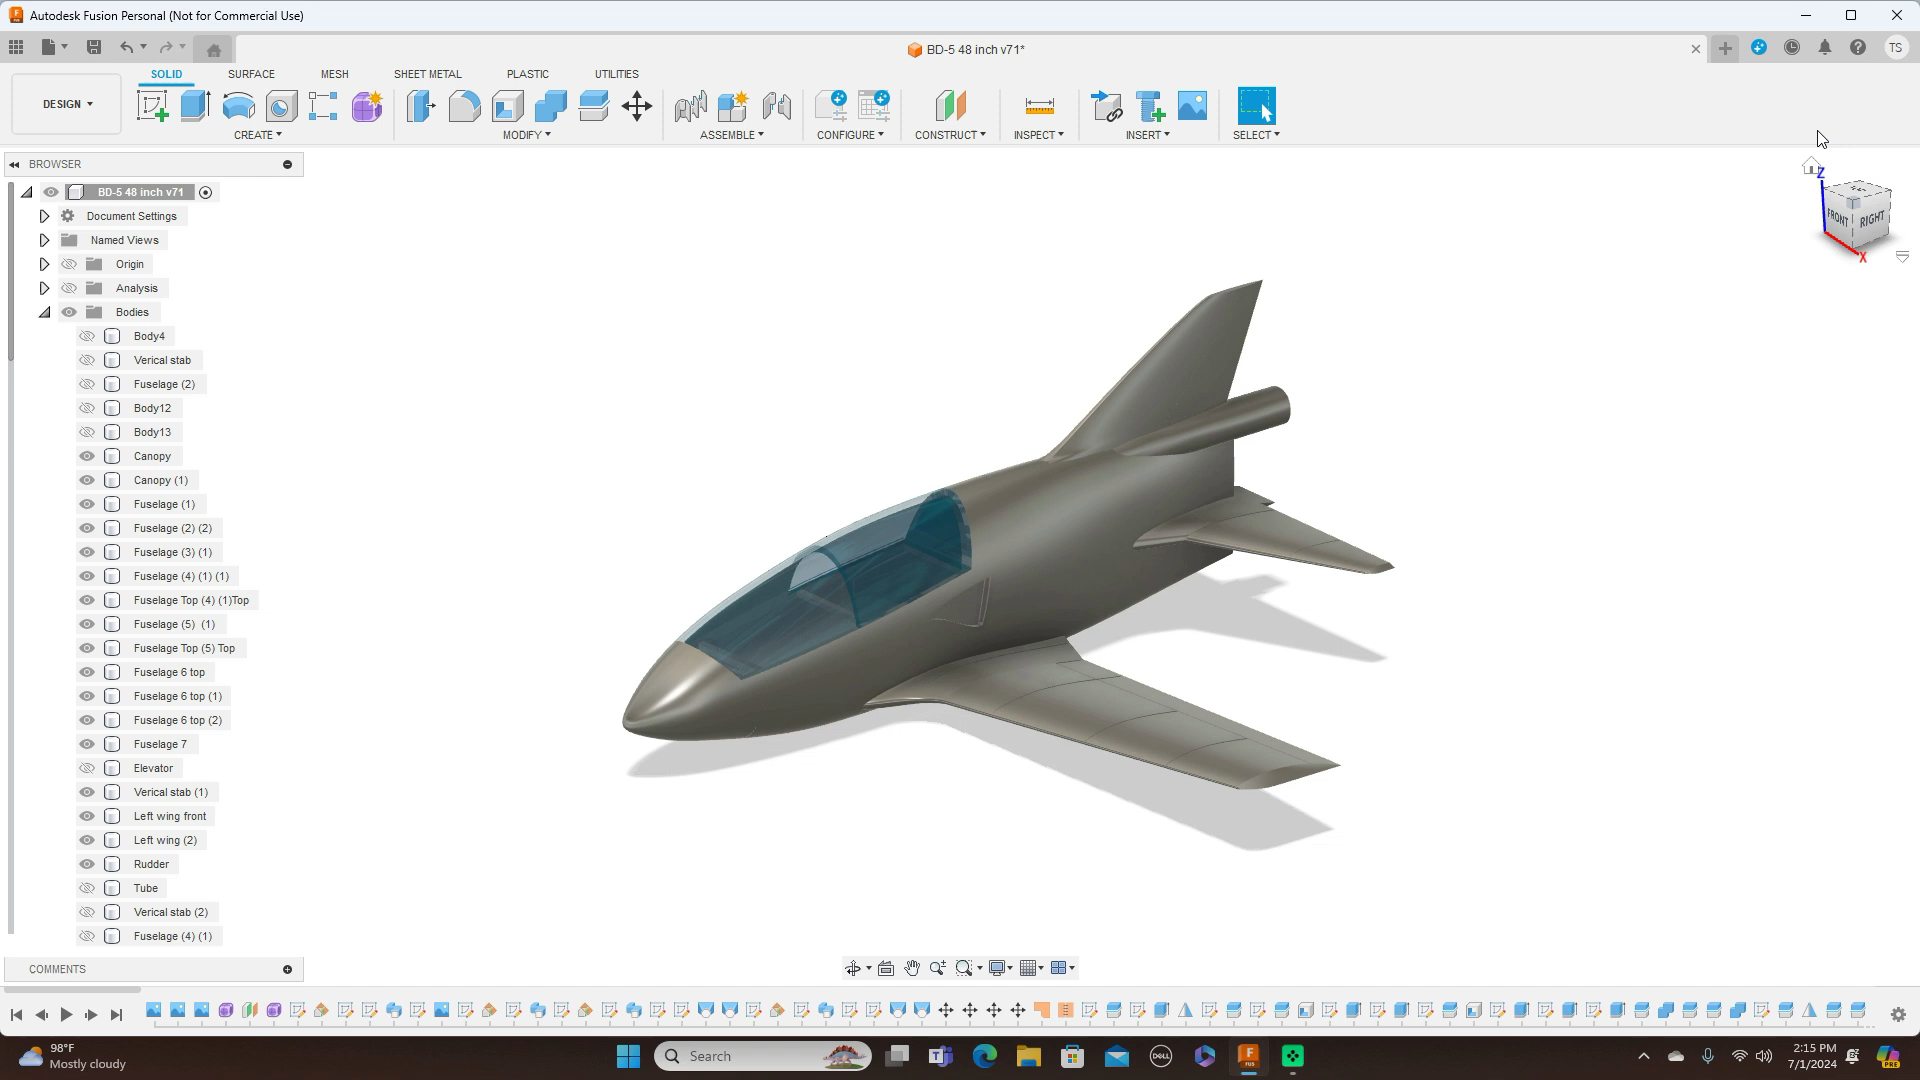 Autodesk Fusion Personal (Not for Commercial Use)
BD-5 48 inch v71*
TS
DESIGN
SOLID
SURFACE
MESH
SHEET METAL
PLASTIC
UTILITIES
CREATE
MODIFY
ASSEMBLE
CONFIGURE
CONSTRUCT
INSPECT
INSERT
SELECT
BROWSER
BD-5 48 inch v71
Document Settings
Named Views
Origin
Analysis
Bodies
Body4
Verical stab
Fuselage (2)
Body12
Body13
Canopy
Canopy (1)
Fuselage (1)
Fuselage (2) (2)
Fuselage (3) (1)
Fuselage (4) (1) (1)
Fuselage Top (4) (1)Top
Fuselage (5) (1)
Fuselage Top (5) Top
Fuselage 6 top
Fuselage 6 top (1)
Fuselage 6 top (2)
Fuselage 7
Elevator
Verical stab (1)
Left wing front
Left wing (2)
Rudder
Tube
Verical stab (2)
Fuselage (4) (1)
Z
FRONT
RIGHT
X
COMMENTS
98°F
Mostly cloudy
Search
DELL
2:15 PM
7/1/2024
PRE